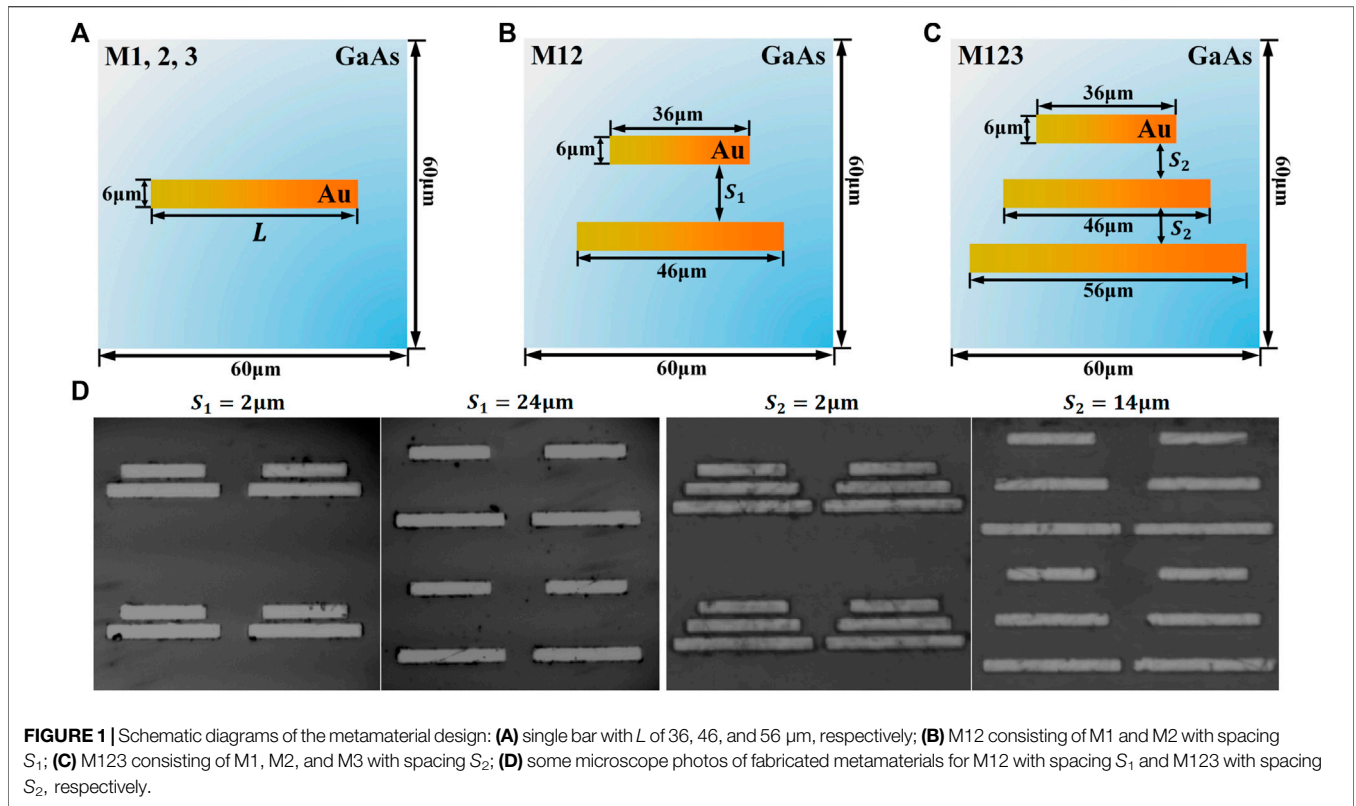 A
M1, 2, 3 GaAs
6μm
Au
L
60μm
60μm
B
M12 GaAs
36μm
6μm
Au
S₁
46μm
60μm
60μm
C
M123 GaAs
36μm
6μm
Au
S₂
46μm
S₂
56μm
60μm
60μm
D
S₁ = 2μm
S₁ = 24μm
S₂ = 2μm
S₂ = 14μm
FIGURE 1 | Schematic diagrams of the metamaterial design: (A) single bar with L of 36, 46, and 56 μm, respectively; (B) M12 consisting of M1 and M2 with spacing
S₁; (C) M123 consisting of M1, M2, and M3 with spacing S₂; (D) some microscope photos of fabricated metamaterials for M12 with spacing S₁ and M123 with spacing
S₂, respectively.